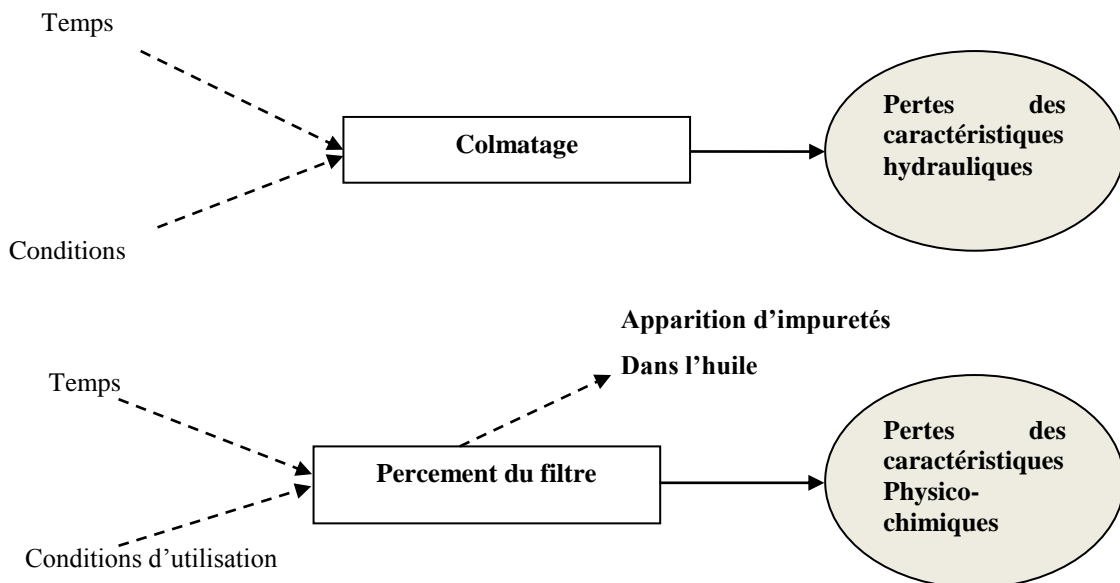 Temps
Colmatage
Pertes des
caractéristiques
hydrauliques
Conditions
Apparition d’impuretés
Dans l’huile
Temps
Percement du filtre
Pertes des
caractéristiques
Physico-
chimiques
Conditions d’utilisation